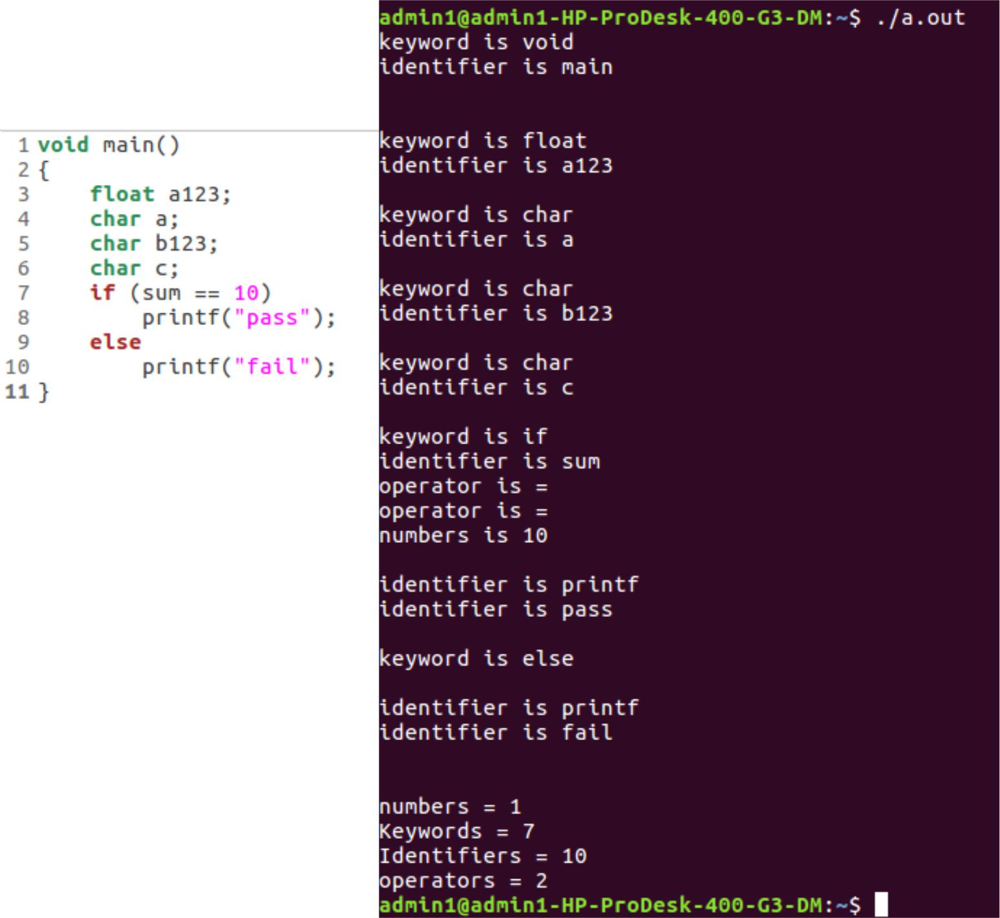 1 void main()
2 {
3     float a123;
4     char a;
5     char b123;
6     char c;
7     if (sum == 10)
8         printf("pass");
9     else
10         printf("fail");
11 }
admin1@admin1-HP-ProDesk-400-G3-DM:~$ ./a.out
keyword is void
identifier is main
keyword is float
identifier is a123
keyword is char
identifier is a
keyword is char
identifier is b123
keyword is char
identifier is c
keyword is if
identifier is sum
operator is =
operator is =
numbers is 10
identifier is printf
identifier is pass
keyword is else
identifier is printf
identifier is fail
numbers = 1
Keywords = 7
Identifiers = 10
operators = 2
admin1@admin1-HP-ProDesk-400-G3-DM:~$